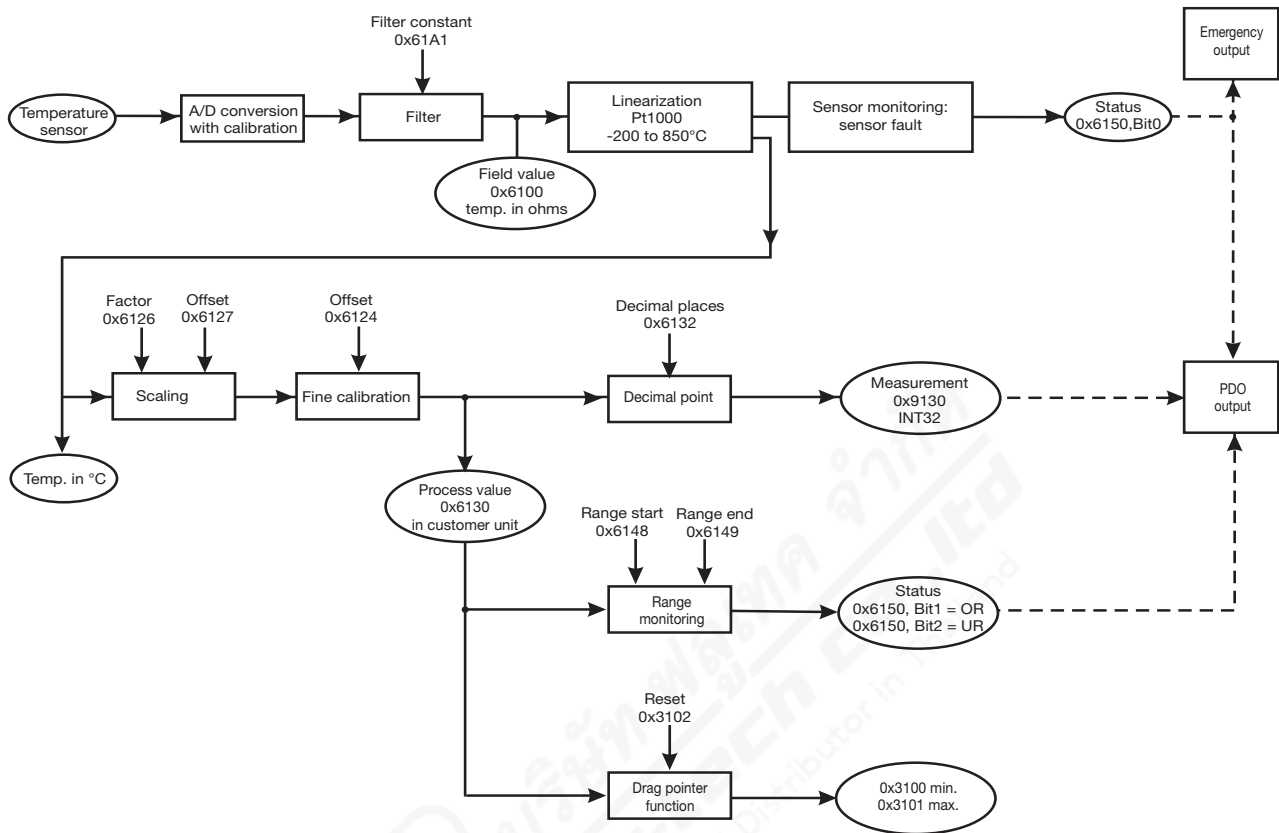 Filter constant
0x61A1
Emergency
output
Temperature
sensor
A/D conversion
with calibration
Filter
Linearization
Pt1000
-200 to 850°C
Sensor monitoring:
sensor fault
Status
0x6150,Bit0
Field value
0x6100
temp. in ohms
Factor
0x6126
Offset
0x6127
Offset
0x6124
Decimal places
0x6132
Scaling
Fine calibration
Decimal point
Measurement
0x9130
INT32
PDO
output
Temp. in °C
Process value
0x6130
in customer unit
Range start
0x6148
Range end
0x6149
Range
monitoring
Status
0x6150, Bit1 = OR
0x6150, Bit2 = UR
Reset
0x3102
Drag pointer
function
0x3100 min.
0x3101 max.
Distributor in Thailand